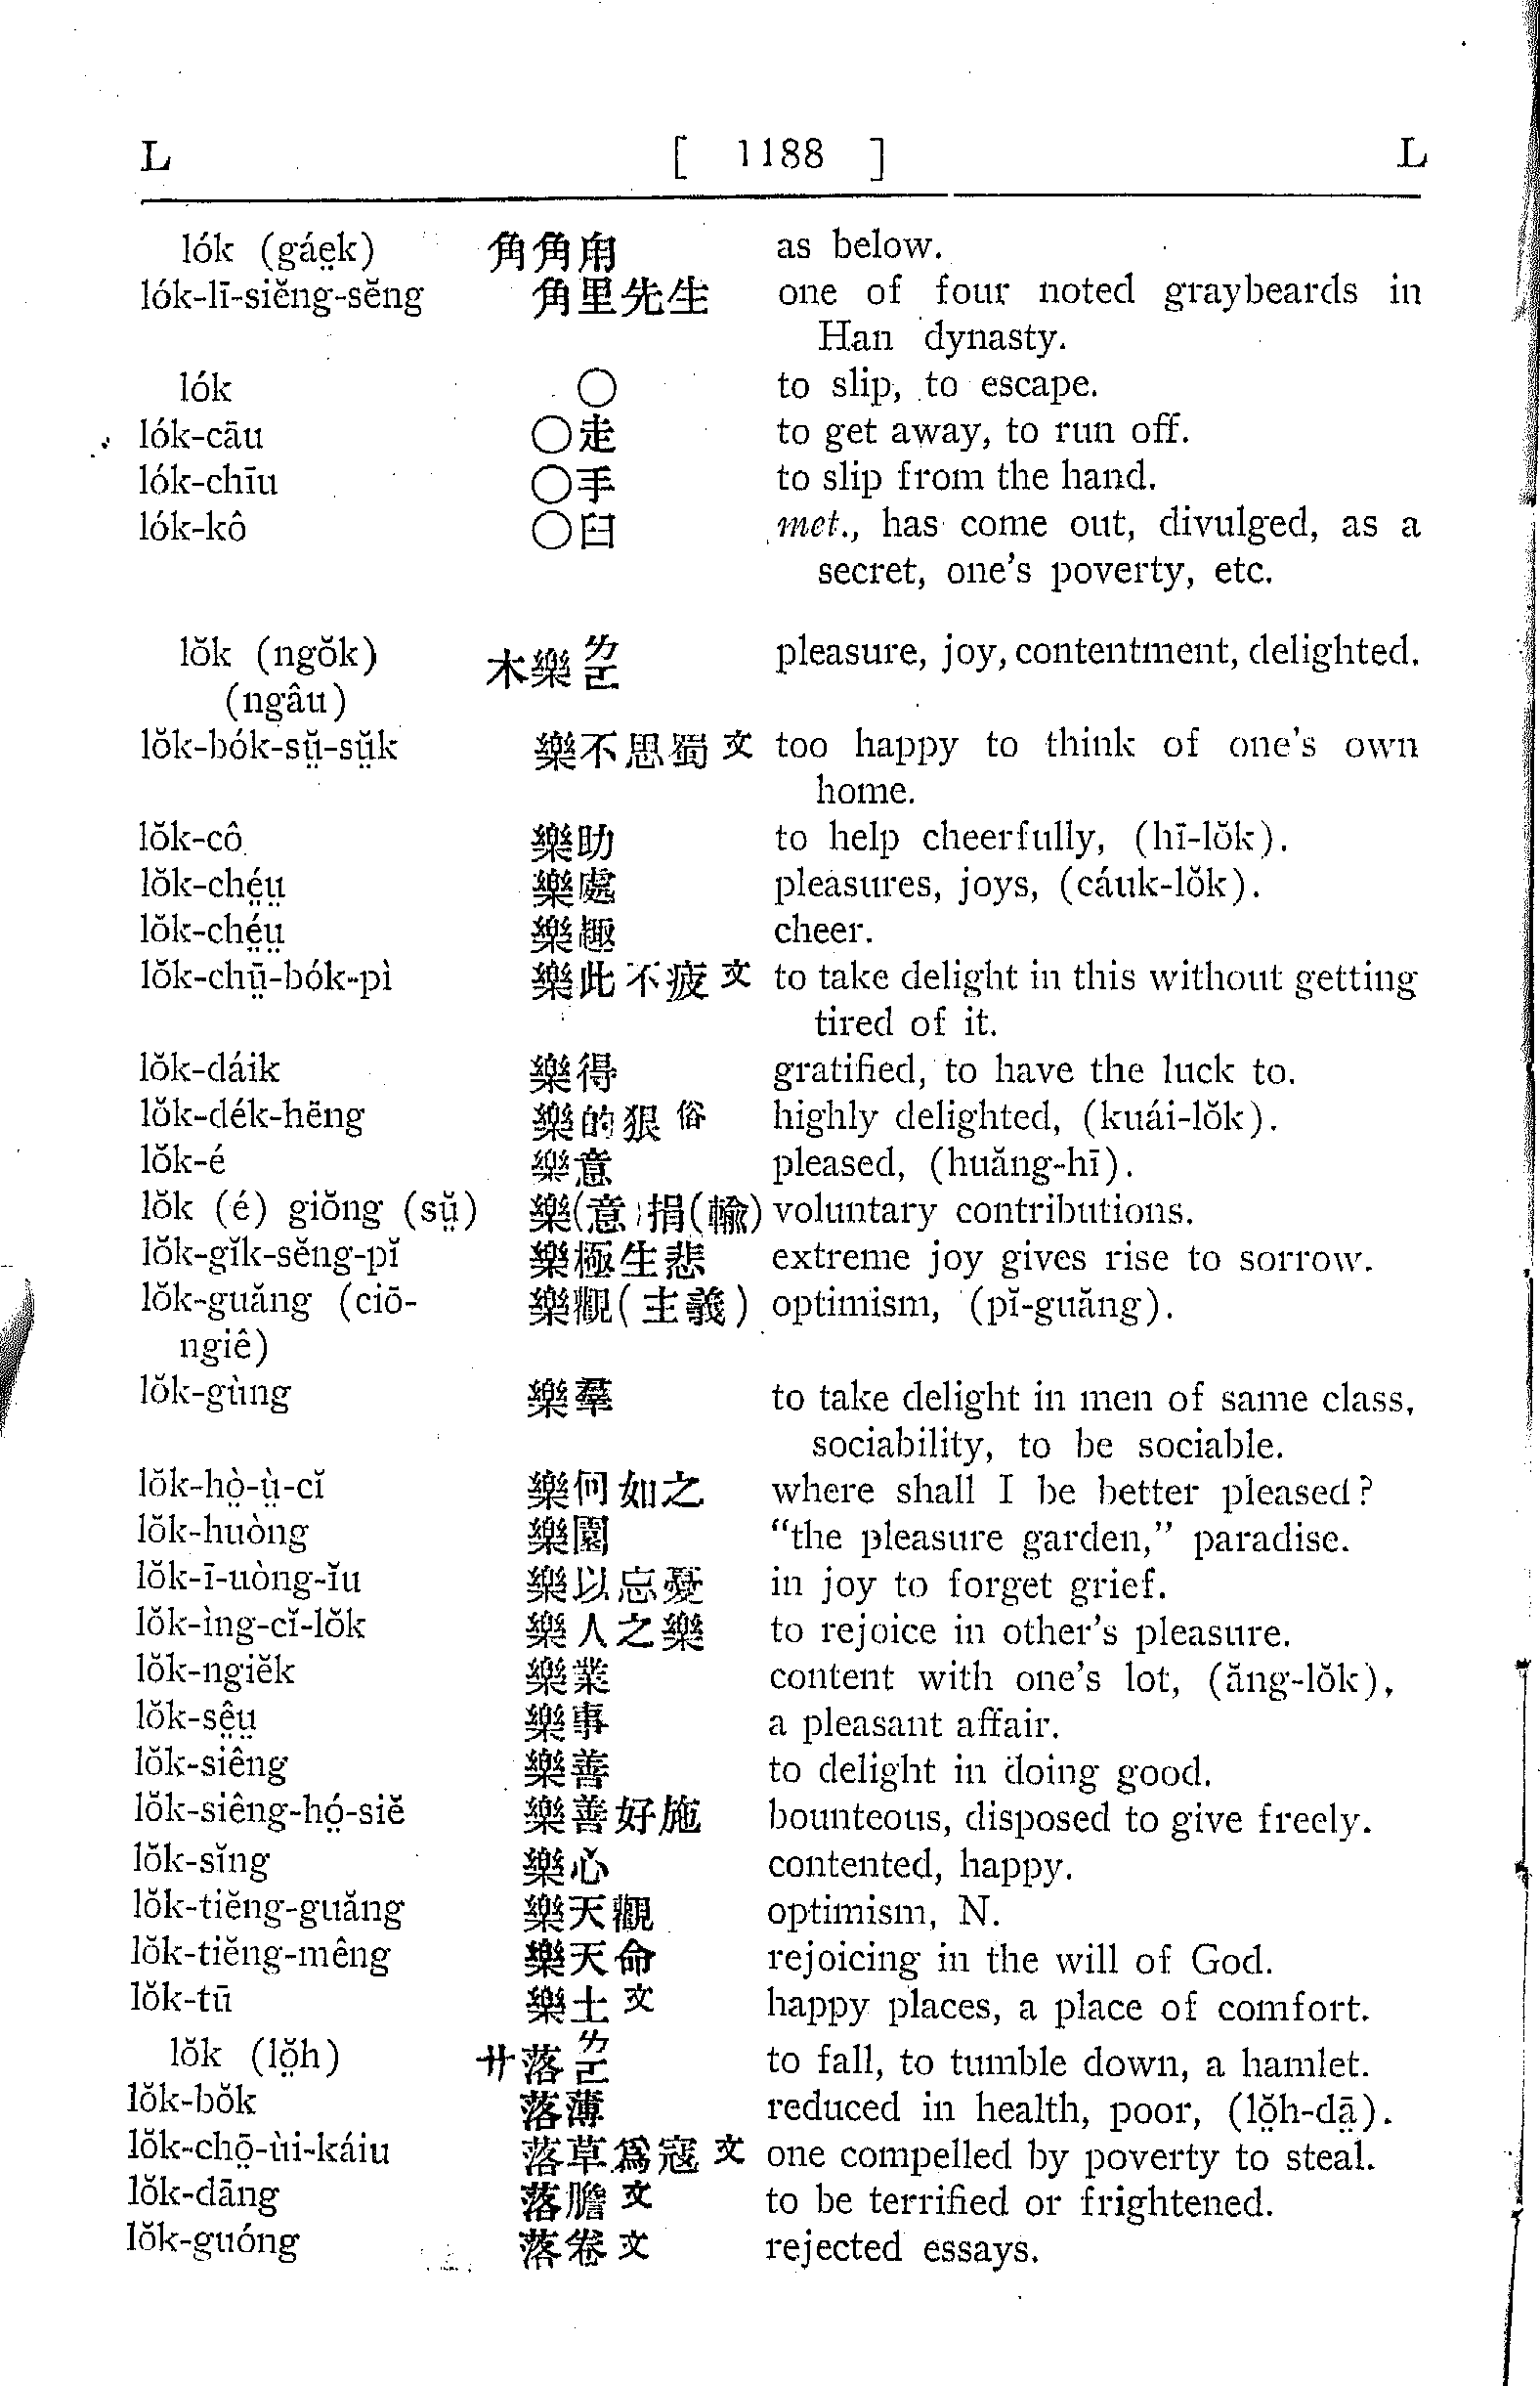 L [ 1188 ] L
lók (gáe̤k) 角角甪 as below.
lók-lī-siĕng-sĕng 角里先生 one of four noted graybeards in
Han dynasty.
lók ○ to slip, to escape.
lók-cāu ○走 to get away, to run off.
lók-chīu ○手 to slip from the hand.
lók-kô ○臼 met., has come out, divulged, as a
secret, one's poverty, etc.
lŏk (ngŏk) 木樂ㄌㄛ pleasure, joy, contentment, delighted.
(ngâu)
lŏk-bók-sṳ̆-sṳ̆k 樂不思蜀文 too happy to think of one's own
home.
lŏk-cô 樂助 to help cheerfully, (hī-lŏk).
lŏk-ché̤ṳ 樂處 pleasures, joys, (cáuk-lŏk).
lŏk-ché̤ṳ 樂趣 cheer.
lŏk-chṳ̄-bók-pì 樂此不疲文 to take delight in this without getting
tired of it.
lŏk-dáik 樂得 gratified, to have the luck to.
lŏk-dék-hēng 樂的狠俗 highly delighted, (kuái-lŏk).
lŏk-é 樂意 pleased, (huăng-hī).
lŏk (é) giŏng (sṳ̆) 樂(意)捐(輸) voluntary contributions.
lŏk-gĭk-sĕng-pĭ 樂極生悲 extreme joy gives rise to sorrow.
lŏk-guăng (ciō- 樂觀(主義) optimism, (pĭ-guăng).
ngiê)
lŏk-gùng 樂羣 to take delight in men of same class,
sociability, to be sociable.
lŏk-hò̤-ṳ̀-cĭ 樂何如之 where shall I be better pleased?
lŏk-huòng 樂園 "the pleasure garden," paradise.
lŏk-ī-uòng-ĭu 樂以忘憂 in joy to forget grief.
lŏk-ìng-cĭ-lŏk 樂人之樂 to rejoice in other's pleasure.
lŏk-ngiĕk 樂業 content with one's lot, (ăng-lŏk),
lŏk-sê̤ṳ 樂事 a pleasant affair.
lŏk-siêng 樂善 to delight in doing good.
lŏk-siêng-hó̤-siĕ 樂善好施 bounteous, disposed to give freely.
lŏk-sĭng 樂心 contented, happy.
lŏk-tiĕng-guăng 樂天觀 optimism, N.
lŏk-tiĕng-mêng 樂天命 rejoicing in the will of God.
lŏk-tū 樂土文 happy places, a place of comfort.
lŏk (lŏ̤h) 艹落ㄌㄛ to fall, to tumble down, a hamlet.
lŏk-bŏk 落薄 reduced in health, poor, (lŏ̤h-dā̤).
lŏk-chō̤-ùi-káiu 落草爲寇文 one compelled by poverty to steal.
lŏk-dāng 落膽文 to be terrified or frightened.
lŏk-guóng 落卷文 rejected essays.